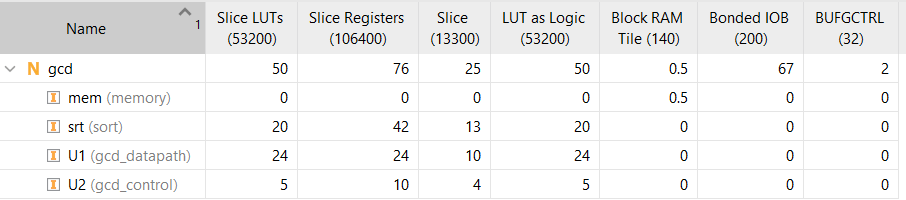 Name 1 Slice LUTs (53200) Slice Registers (106400) Slice (13300) LUT as Logic (53200) Block RAM Tile (140) Bonded IOB (200) BUFGCTRL (32)
N gcd 50 76 25 50 0.5 67 2
I mem (memory) 0 0 0 0 0.5 0 0
I srt (sort) 20 42 13 20 0 0 0
I U1 (gcd_datapath) 24 24 10 24 0 0 0
I U2 (gcd_control) 5 10 4 5 0 0 0